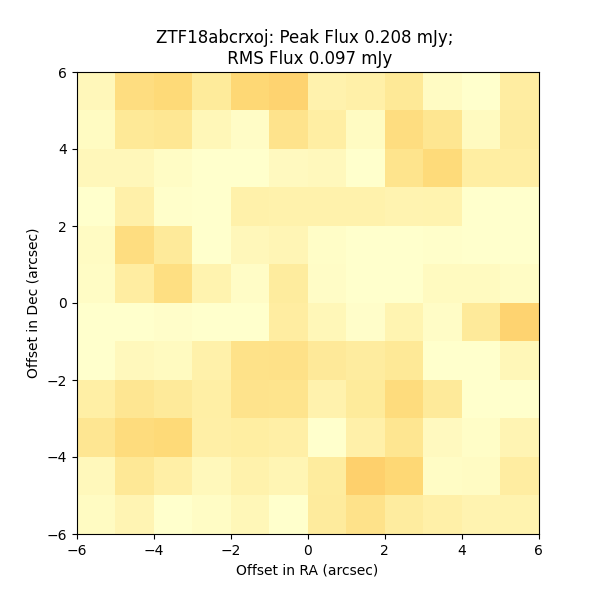 ZTF18abcrxoj: Peak Flux 0.208 mJy;
RMS Flux 0.097 mJy
6
4
2
0
−2
−4
−6
Offset in Dec (arcsec)
−6 −4 −2 0 2 4 6
Offset in RA (arcsec)